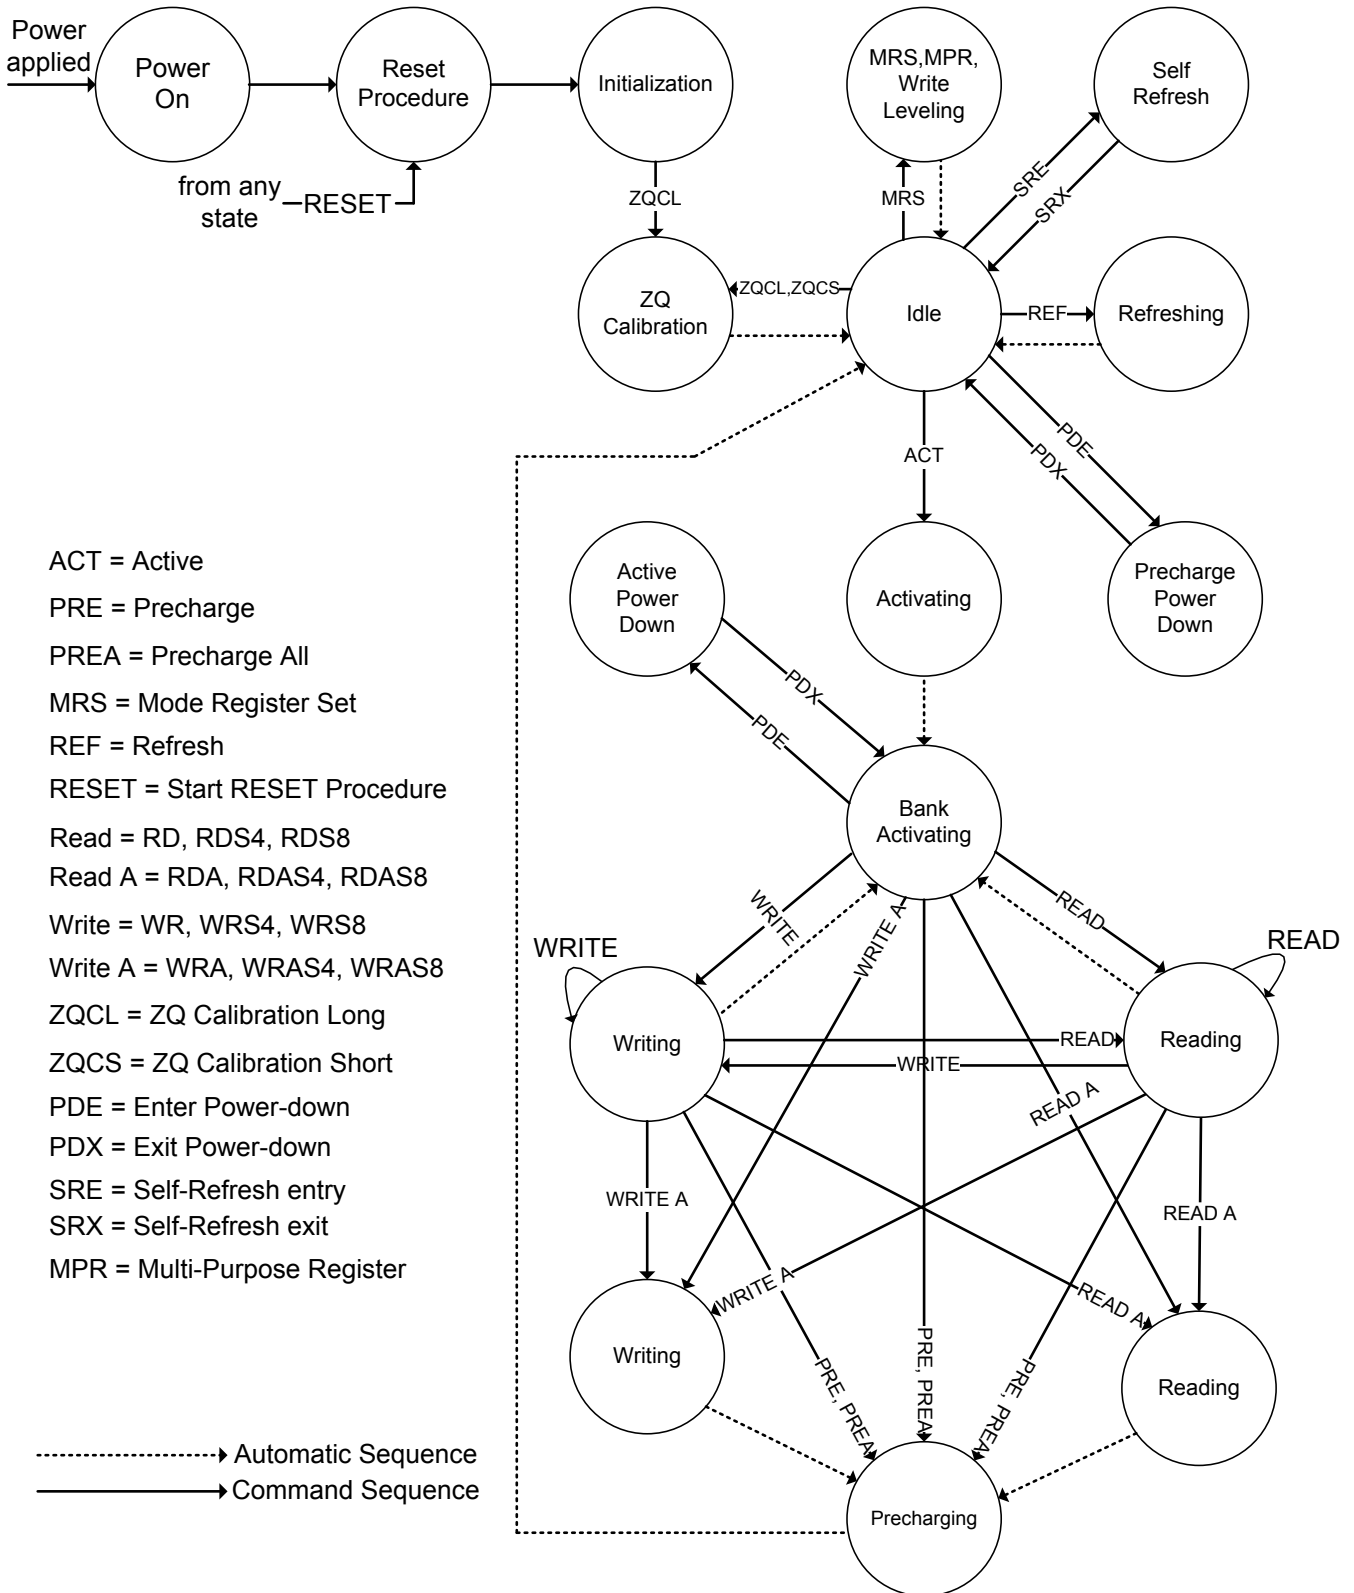 Power
applied
Power
On
Reset
Procedure
Initialization
MRS,MPR,
Write
Leveling
Self
Refresh
from any
state
RESET
ZQCL
MRS
SRE
SRX
ZQ
Calibration
ZQCL,ZQCS
Idle
REF
Refreshing
ACT
PDE
PDX
Active
Power
Down
Activating
Precharge
Power
Down
PDX
PDE
Bank
Activating
WRITE
WRITE A
READ
WRITE
READ
Writing
READ
WRITE
Reading
READ A
WRITE A
READ A
WRITE A
READ A
Writing
PRE, PREA
PRE, PREA
PRE, PREA
Reading
Precharging
ACT = Active
PRE = Precharge
PREA = Precharge All
MRS = Mode Register Set
REF = Refresh
RESET = Start RESET Procedure
Read = RD, RDS4, RDS8
Read A = RDA, RDAS4, RDAS8
Write = WR, WRS4, WRS8
Write A = WRA, WRAS4, WRAS8
ZQCL = ZQ Calibration Long
ZQCS = ZQ Calibration Short
PDE = Enter Power-down
PDX = Exit Power-down
SRE = Self-Refresh entry
SRX = Self-Refresh exit
MPR = Multi-Purpose Register
Automatic Sequence
Command Sequence